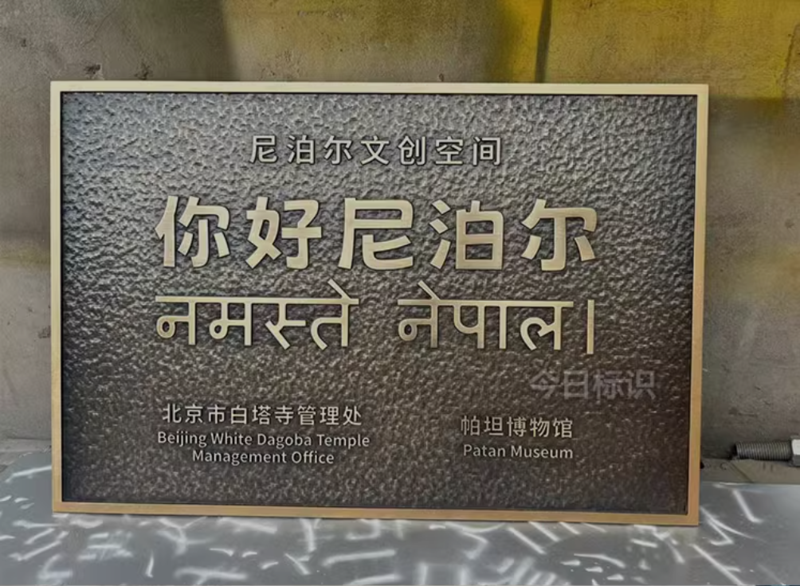 尼泊尔文创空间
你好尼泊尔
नमस्ते नेपाल।
今日标识
北京市白塔寺管理处
Beijing White Dagoba Temple
Management Office
帕坦博物馆
Patan Museum